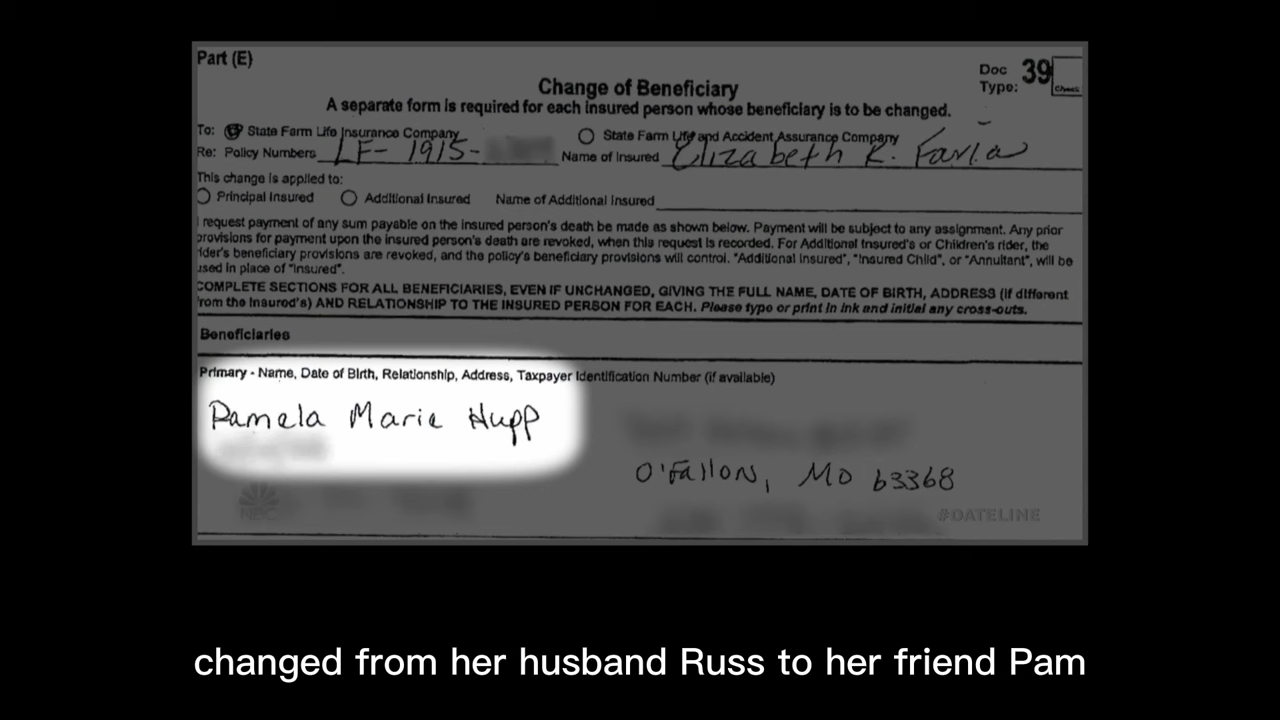 Part (E)
Doc Type: 39
Check
Change of Beneficiary
A separate form is required for each insured person whose beneficiary is to be changed.
To: State Farm Life Insurance Company State Farm Life and Accident Assurance Company
Re: Policy Numbers LF-1915- Name of Insured Elizabeth K. Faria
This change is applied to:
Principal Insured Additional Insured Name of Additional Insured
I request payment of any sum payable on the insured person's death be made as shown below. Payment will be subject to any assignment. Any prior
provisions for payment upon the insured person's death are revoked, when this request is recorded. For Additional Insured's or Children's rider, the
rider's beneficiary provisions are revoked, and the policy's beneficiary provisions will control. "Additional Insured", "Insured Child", or "Annuitant", will be
used in place of "Insured".
COMPLETE SECTIONS FOR ALL BENEFICIARIES, EVEN IF UNCHANGED, GIVING THE FULL NAME, DATE OF BIRTH, ADDRESS (if different
from the Insured's) AND RELATIONSHIP TO THE INSURED PERSON FOR EACH. Please type or print in ink and initial any cross-outs.
Beneficiaries
Primary - Name, Date of Birth, Relationship, Address, Taxpayer Identification Number (if available)
Pamela Marie Hupp
O'Fallon, MO 63368
NBC
#DATELINE
changed from her husband Russ to her friend Pam